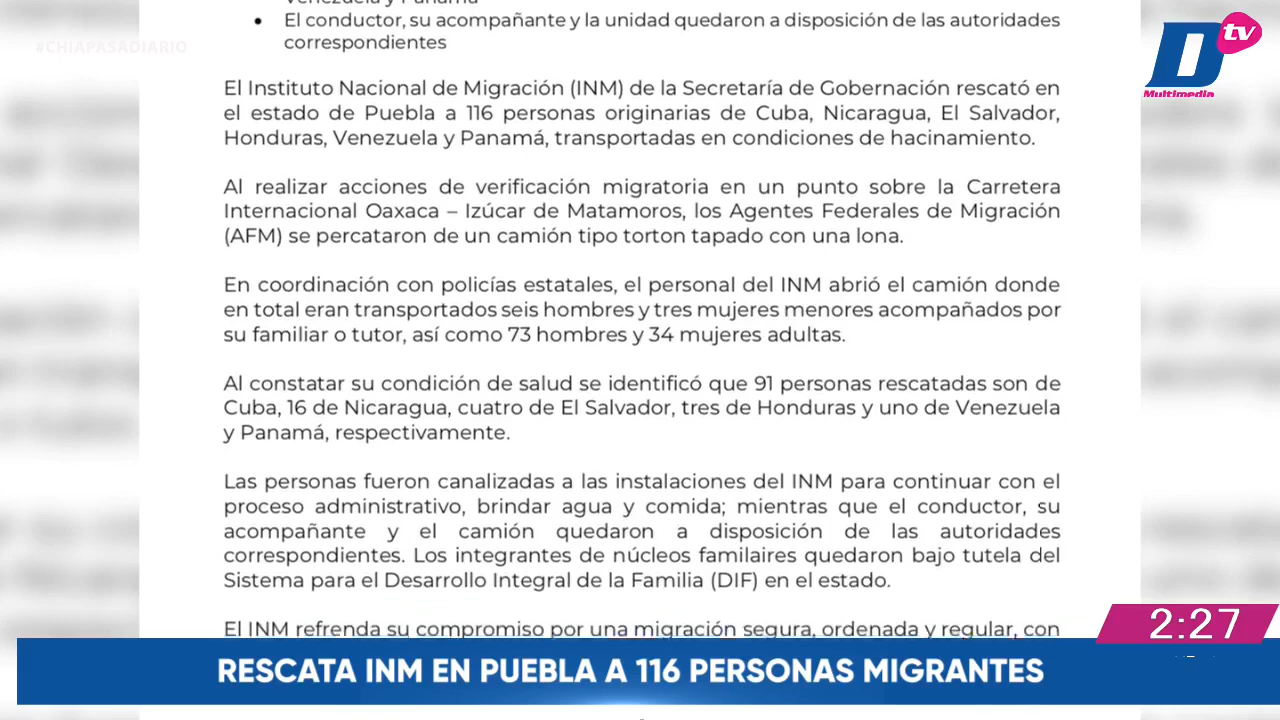 Venezuela y Panamá
• El conductor, su acompañante y la unidad quedaron a disposición de las autoridades
correspondientes
#CHIAPASADIARIO
D tv
Multimedia
El Instituto Nacional de Migración (INM) de la Secretaría de Gobernación rescató en
el estado de Puebla a 116 personas originarias de Cuba, Nicaragua, El Salvador,
Honduras, Venezuela y Panamá, transportadas en condiciones de hacinamiento.
Al realizar acciones de verificación migratoria en un punto sobre la Carretera
Internacional Oaxaca – Izúcar de Matamoros, los Agentes Federales de Migración
(AFM) se percataron de un camión tipo torton tapado con una lona.
En coordinación con policías estatales, el personal del INM abrió el camión donde
en total eran transportados seis hombres y tres mujeres menores acompañados por
su familiar o tutor, así como 73 hombres y 34 mujeres adultas.
Al constatar su condición de salud se identificó que 91 personas rescatadas son de
Cuba, 16 de Nicaragua, cuatro de El Salvador, tres de Honduras y uno de Venezuela
y Panamá, respectivamente.
Las personas fueron canalizadas a las instalaciones del INM para continuar con el
proceso administrativo, brindar agua y comida; mientras que el conductor, su
acompañante y el camión quedaron a disposición de las autoridades
correspondientes. Los integrantes de núcleos familaires quedaron bajo tutela del
Sistema para el Desarrollo Integral de la Familia (DIF) en el estado.
El INM refrenda su compromiso por una migración segura, ordenada y regular, con
2:27
RESCATA INM EN PUEBLA A 116 PERSONAS MIGRANTES